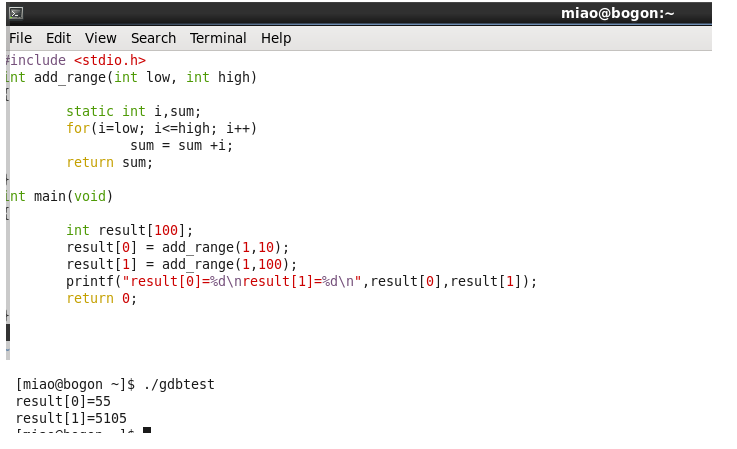 miao@bogon:~
File Edit View Search Terminal Help
#include <stdio.h>
int add_range(int low, int high)
{
static int i,sum;
for(i=low; i<=high; i++)
sum = sum +i;
return sum;
}
int main(void)
{
int result[100];
result[0] = add_range(1,10);
result[1] = add_range(1,100);
printf("result[0]=%d\nresult[1]=%d\n",result[0],result[1]);
return 0;
}
[miao@bogon ~]$ ./gdbtest
result[0]=55
result[1]=5105
[miao@bogon ~]$